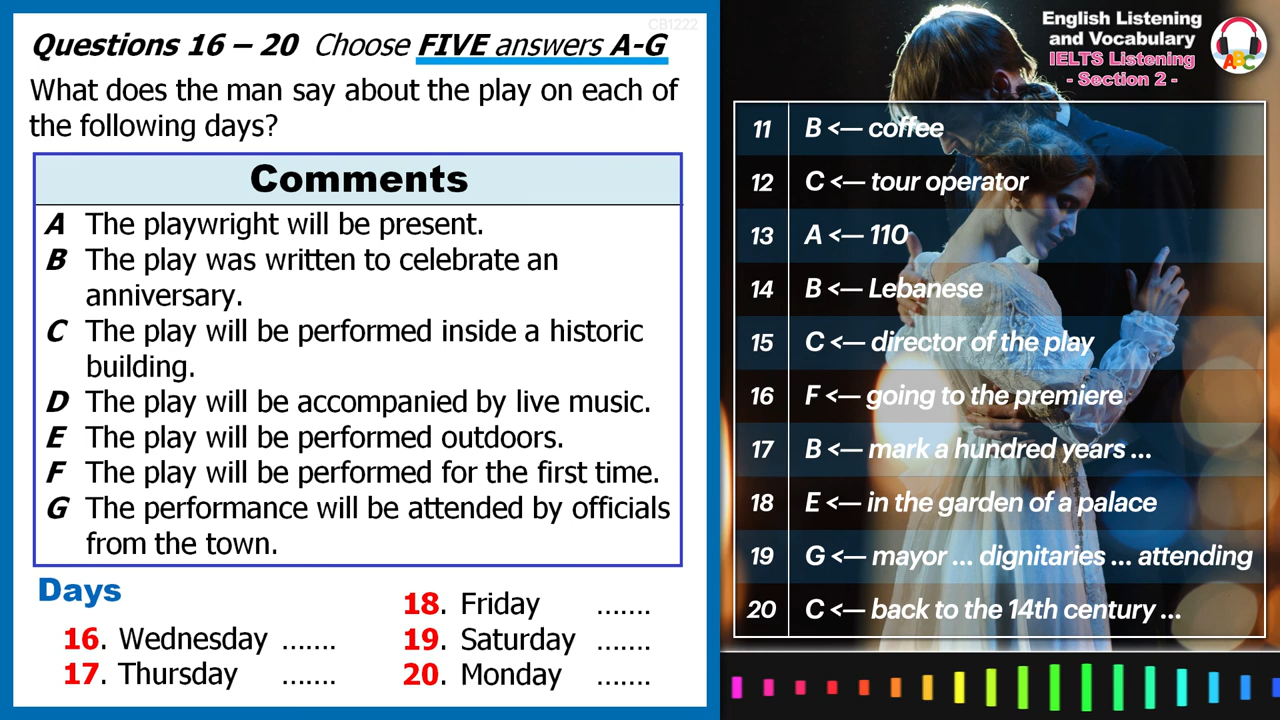 CB1222
Questions 16 – 20 Choose FIVE answers A-G
What does the man say about the play on each of
the following days?
Comments
A The playwright will be present.
B The play was written to celebrate an
anniversary.
C The play will be performed inside a historic
building.
D The play will be accompanied by live music.
E The play will be performed outdoors.
F The play will be performed for the first time.
G The performance will be attended by officials
from the town.
Days
16. Wednesday .......
17. Thursday .......
18. Friday .......
19. Saturday .......
20. Monday .......
English Listening
and Vocabulary
IELTS Listening
- Section 2 -
ABC
11 B <— coffee
12 C <— tour operator
13 A <— 110
14 B <— Lebanese
15 C <— director of the play
16 F <— going to the premiere
17 B <— mark a hundred years ...
18 E <— in the garden of a palace
19 G <— mayor ... dignitaries ... attending
20 C <— back to the 14th century ...